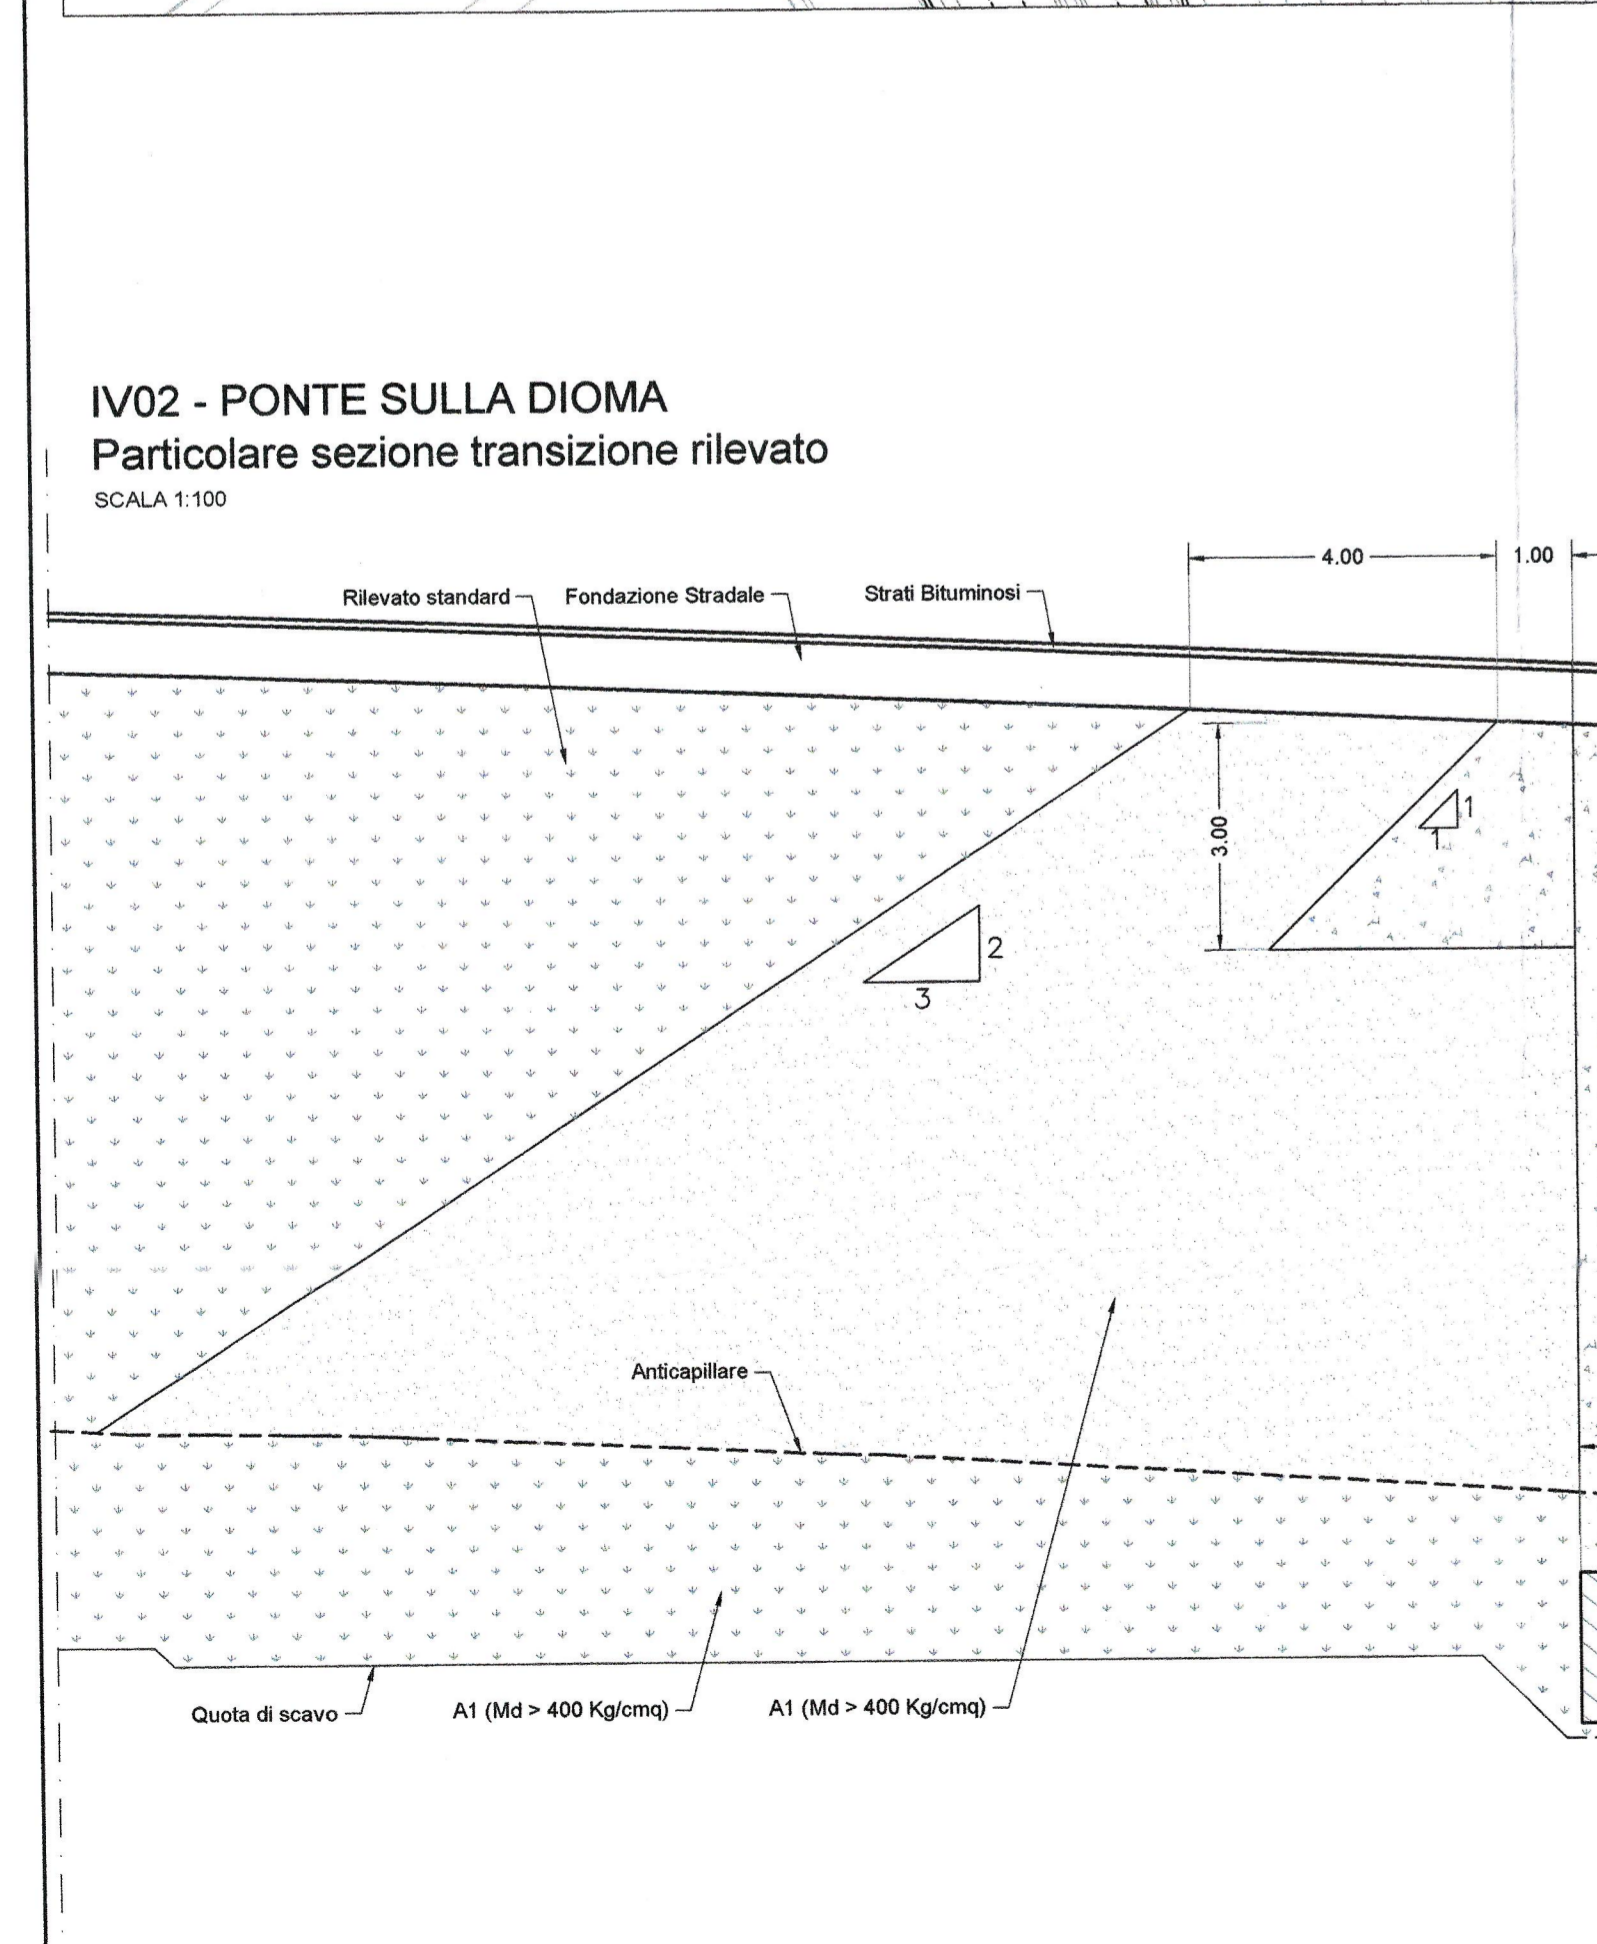 IV02 - PONTE SULLA DIOMA
Particolare sezione transizione rilevato
SCALA 1:100
4.00
1.00
Rilevato standard
Fondazione Stradale
Strati Bituminosi
3.00
1
1
2
3
Anticapillare
Quota di scavo
A1 (Md > 400 Kg/cmq)
A1 (Md > 400 Kg/cmq)